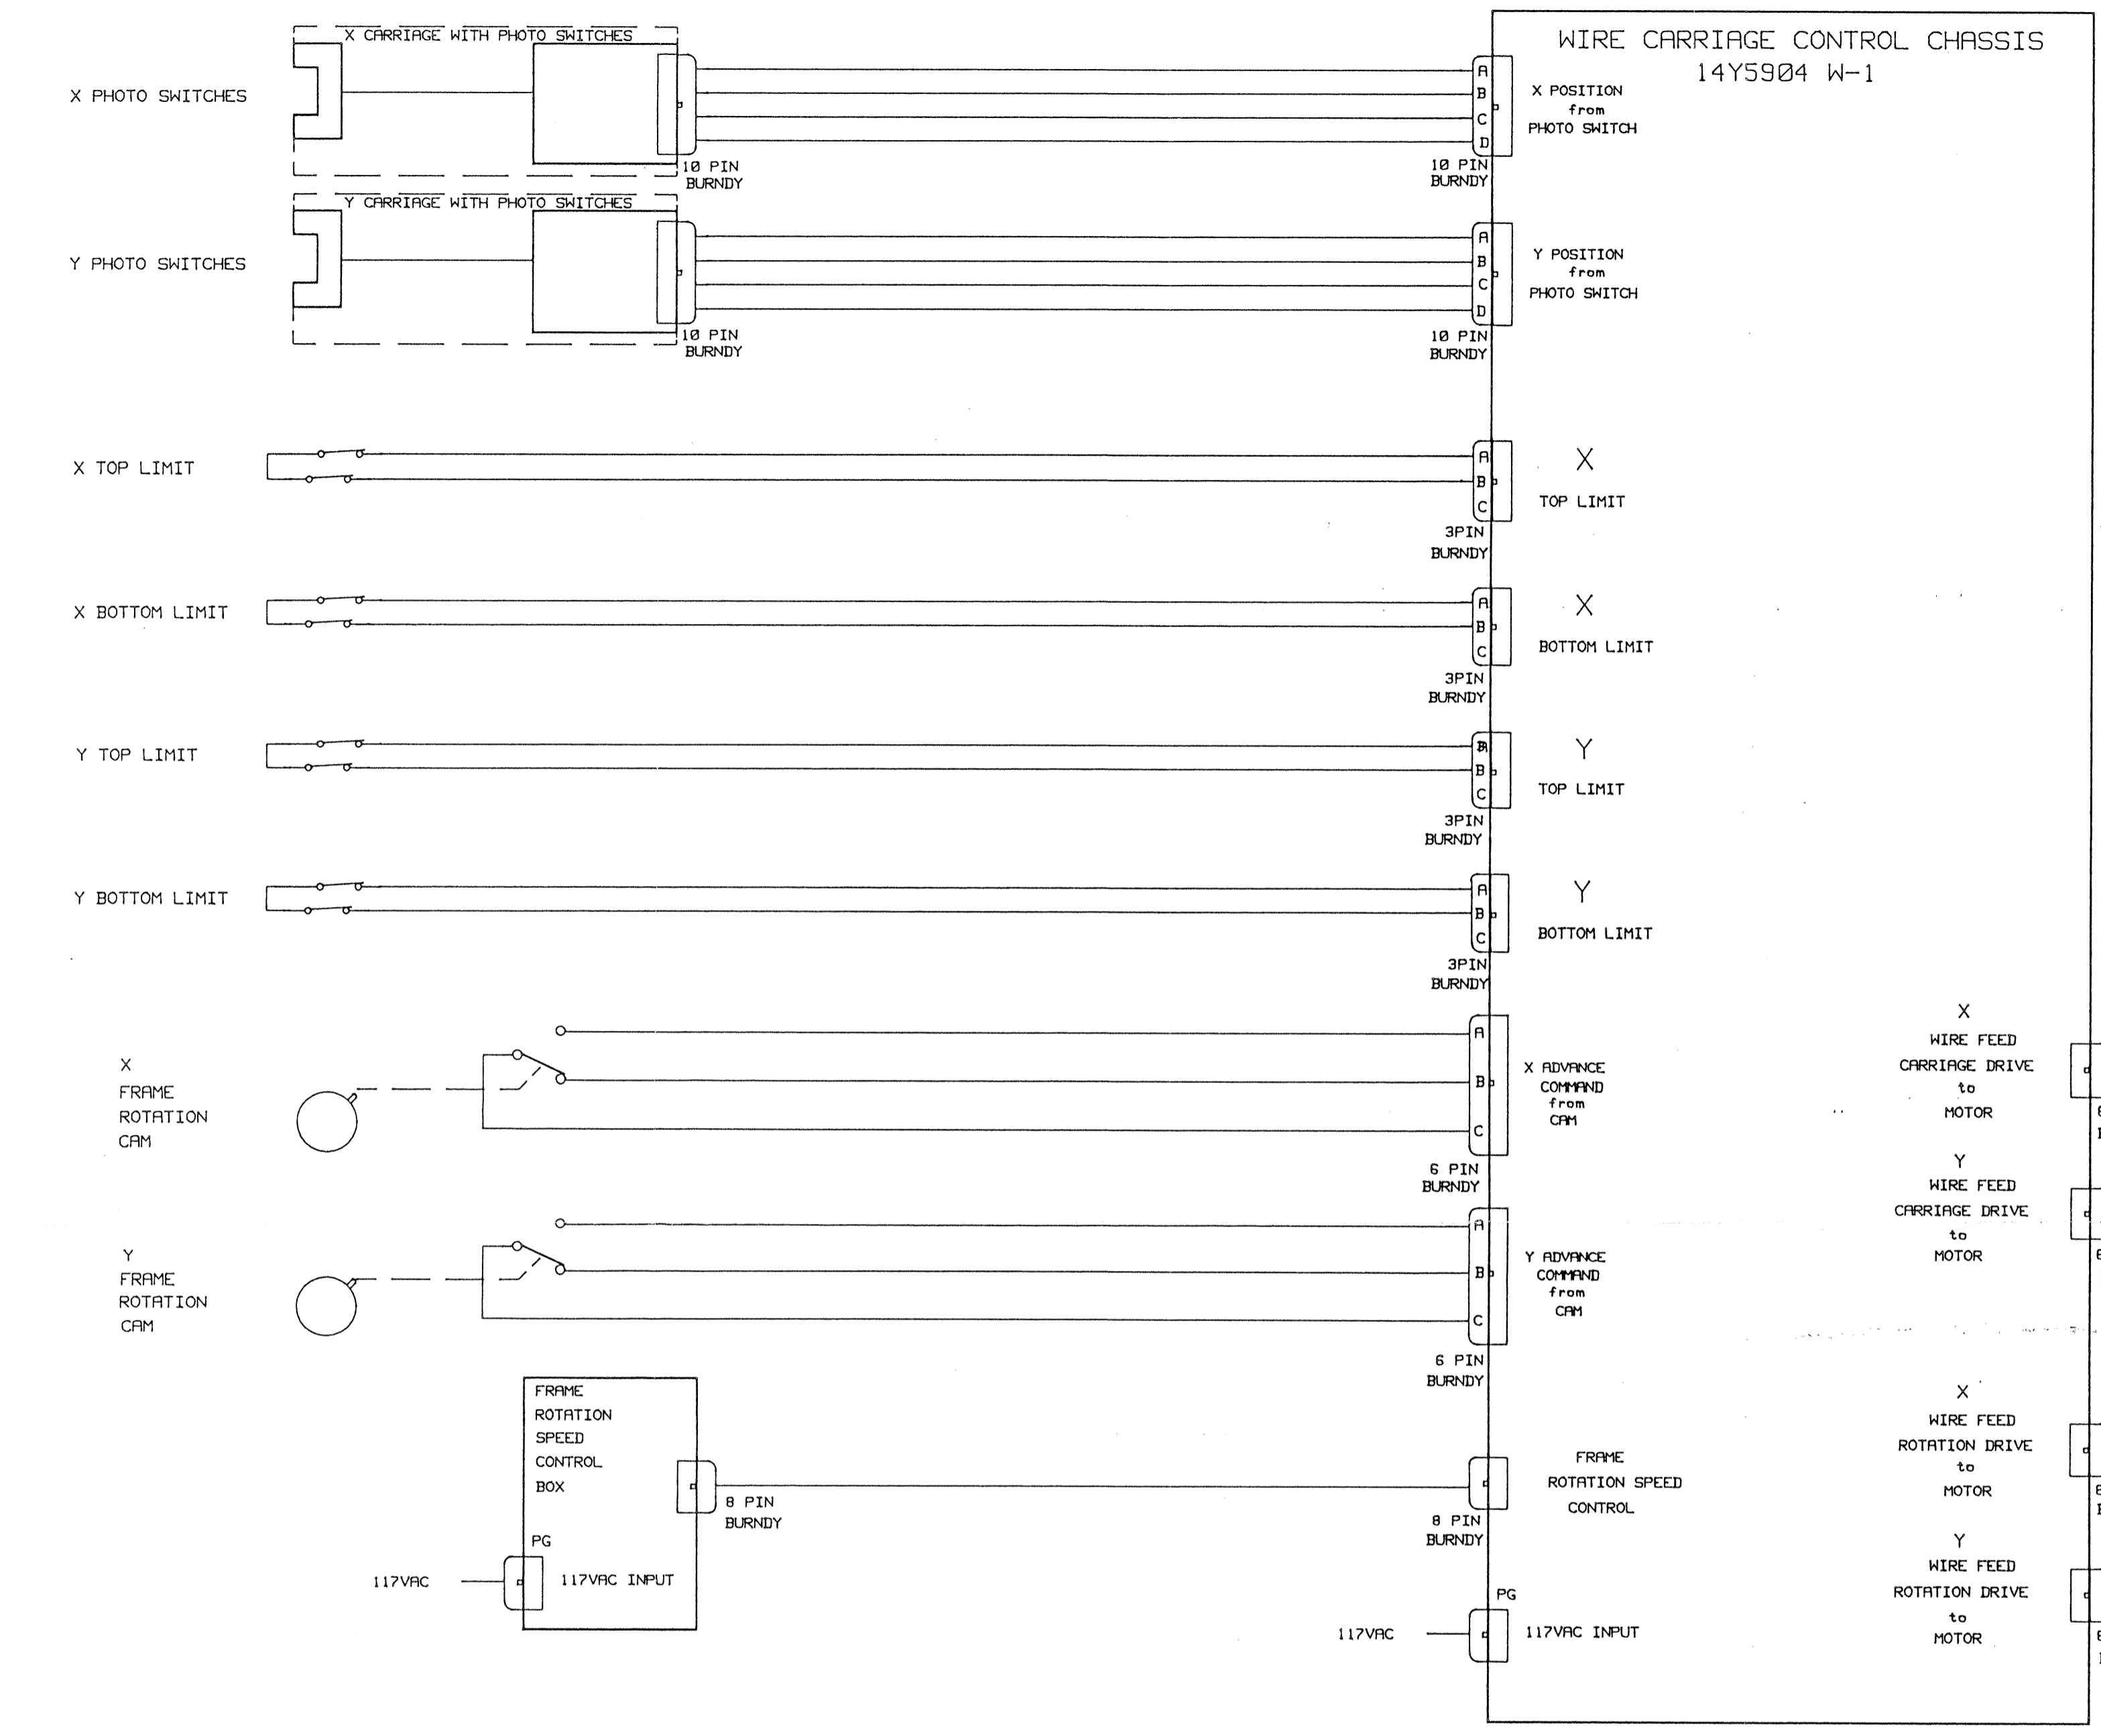 X CARRIAGE WITH PHOTO SWITCHES
WIRE CARRIAGE CONTROL CHASSIS
14Y5904 W-1
X PHOTO SWITCHES
A
B
C
D
X POSITION
from
PHOTO SWITCH
10 PIN
BURNDY
10 PIN
BURNDY
Y CARRIAGE WITH PHOTO SWITCHES
Y PHOTO SWITCHES
A
B
C
D
Y POSITION
from
PHOTO SWITCH
10 PIN
BURNDY
10 PIN
BURNDY
X TOP LIMIT
A
B
C
X
TOP LIMIT
3PIN
BURNDY
X BOTTOM LIMIT
A
B
C
X
BOTTOM LIMIT
3PIN
BURNDY
Y TOP LIMIT
B
C
Y
TOP LIMIT
3PIN
BURNDY
Y BOTTOM LIMIT
A
B
C
Y
BOTTOM LIMIT
3PIN
BURNDY
X
FRAME
ROTATION
CAM
A
B
C
X ADVANCE
COMMAND
from
CAM
6 PIN
BURNDY
X
WIRE FEED
CARRIAGE DRIVE
to
MOTOR
Y
WIRE FEED
CARRIAGE DRIVE
to
MOTOR
Y
FRAME
ROTATION
CAM
A
B
C
Y ADVANCE
COMMAND
from
CAM
6 PIN
BURNDY
FRAME
ROTATION
SPEED
CONTROL
BOX
8 PIN
BURNDY
FRAME
ROTATION SPEED
CONTROL
8 PIN
BURNDY
X
WIRE FEED
ROTATION DRIVE
to
MOTOR
Y
WIRE FEED
ROTATION DRIVE
to
MOTOR
PG
117VAC
117VAC INPUT
PG
117VAC
117VAC INPUT